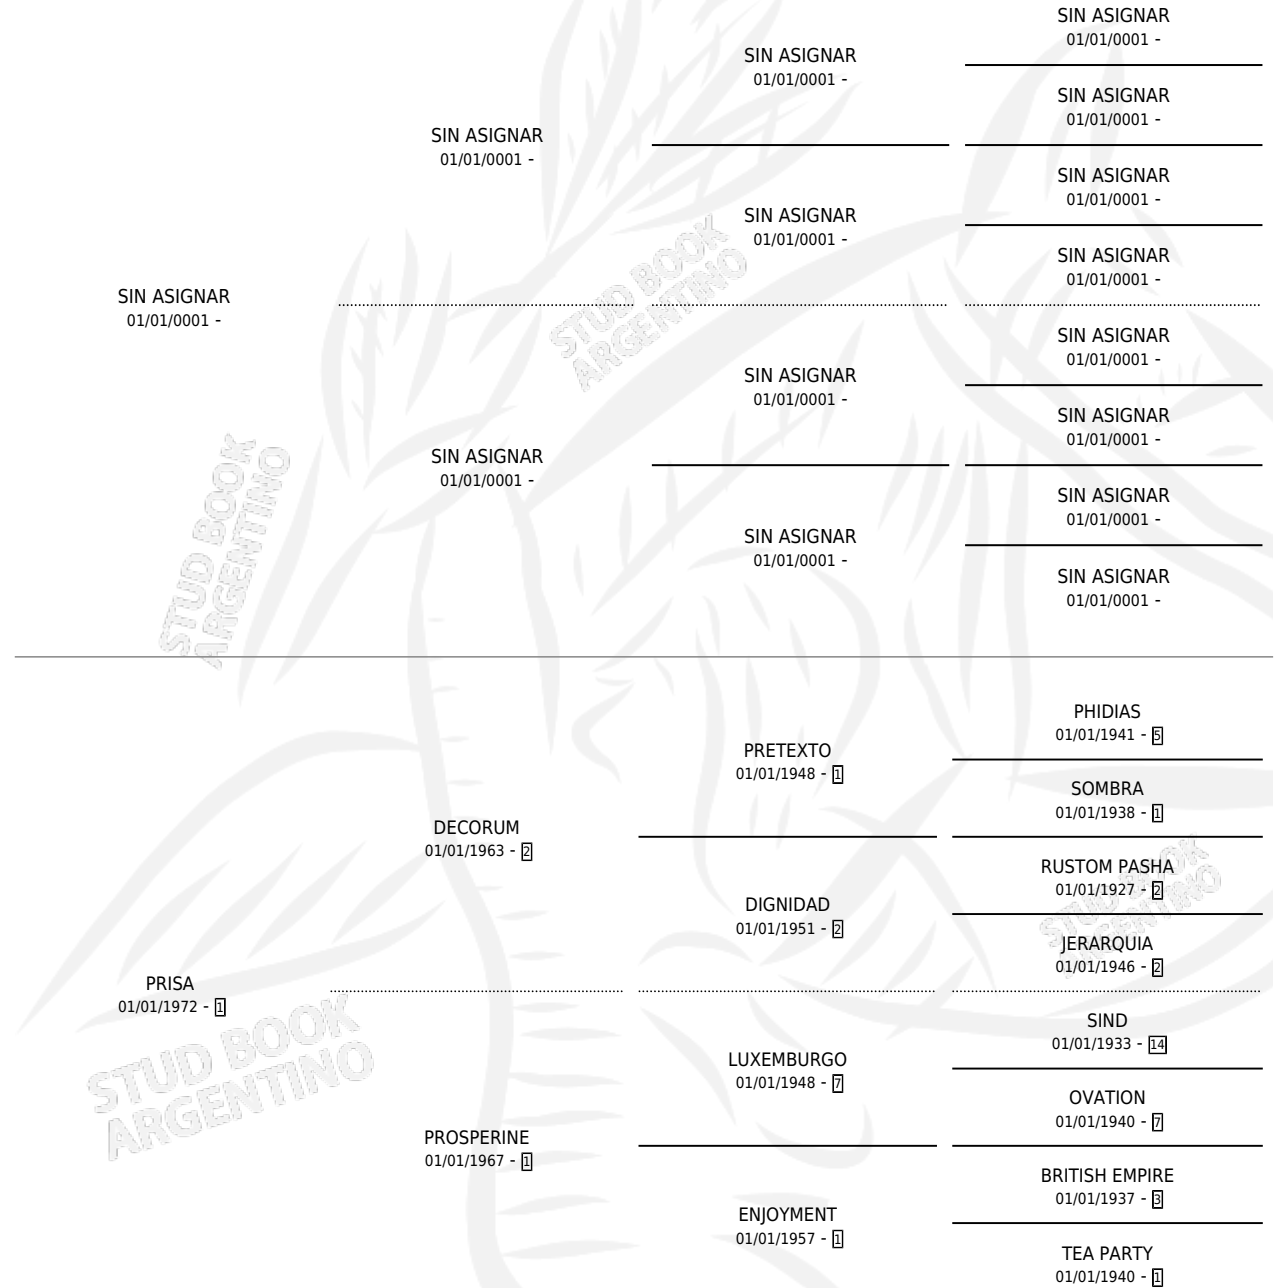 SIN ASIGNAR
01/01/0001 -
SIN ASIGNAR
01/01/0001 -
SIN ASIGNAR
01/01/0001 -
SIN ASIGNAR
01/01/0001 -
SIN ASIGNAR
01/01/0001 -
SIN ASIGNAR
01/01/0001 -
SIN ASIGNAR
01/01/0001 -
SIN ASIGNAR
01/01/0001 -
SIN ASIGNAR
01/01/0001 -
SIN ASIGNAR
01/01/0001 -
SIN ASIGNAR
01/01/0001 -
SIN ASIGNAR
01/01/0001 -
SIN ASIGNAR
01/01/0001 -
SIN ASIGNAR
01/01/0001 -
SIN ASIGNAR
01/01/0001 -
STUD BOOK
ARGENTINO
STUD BOOK
ARGENTINO
PHIDIAS
01/01/1941 - 5
PRETEXTO
01/01/1948 - 1
SOMBRA
01/01/1938 - 1
DECORUM
01/01/1963 - 2
RUSTOM PASHA
01/01/1927 - 2
DIGNIDAD
01/01/1951 - 2
JERARQUIA
01/01/1946 - 2
PRISA
01/01/1972 - 1
SIND
01/01/1933 - 14
LUXEMBURGO
01/01/1948 - 7
OVATION
01/01/1940 - 7
PROSPERINE
01/01/1967 - 1
BRITISH EMPIRE
01/01/1937 - 3
ENJOYMENT
01/01/1957 - 1
TEA PARTY
01/01/1940 - 1
STUD BOOK
ARGENTINO
STUD BOOK
ARGENTINO